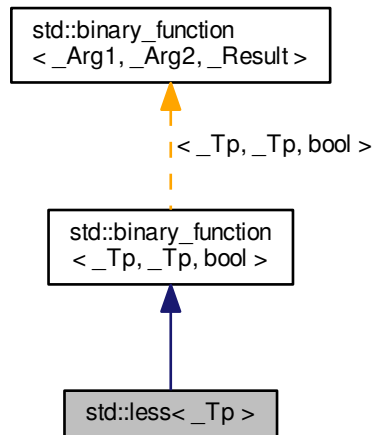 std::binary_function
< _Arg1, _Arg2, _Result >
< _Tp, _Tp, bool >
std::binary_function
< _Tp, _Tp, bool >
std::less< _Tp >